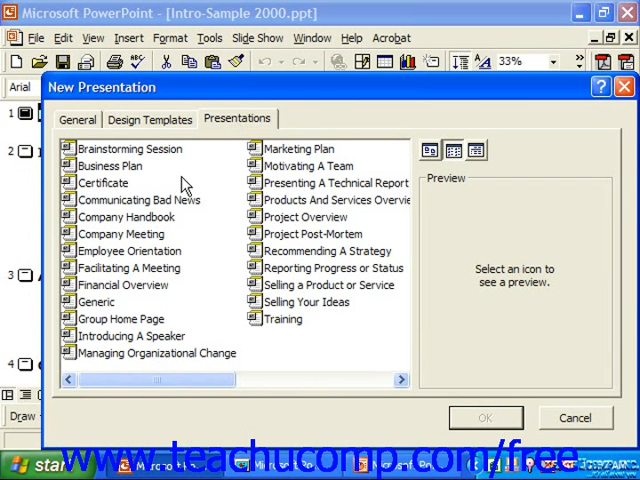 Microsoft PowerPoint - [Intro-Sample 2000.ppt]
File Edit View Insert Format Tools Slide Show Window Help Acrobat
33%
Arial
New Presentation
General Design Templates Presentations
1
2
3
4
Brainstorming Session
Business Plan
Certificate
Communicating Bad News
Company Handbook
Company Meeting
Employee Orientation
Facilitating A Meeting
Financial Overview
Generic
Group Home Page
Introducing A Speaker
Managing Organizational Change
Marketing Plan
Motivating A Team
Presenting A Technical Report
Products And Services Overvie
Project Overview
Project Post-Mortem
Recommending A Strategy
Reporting Progress or Status
Selling a Product or Service
Selling Your Ideas
Training
Preview
Select an icon to
see a preview.
OK Cancel
Draw
start
www.teachucomp.com/free